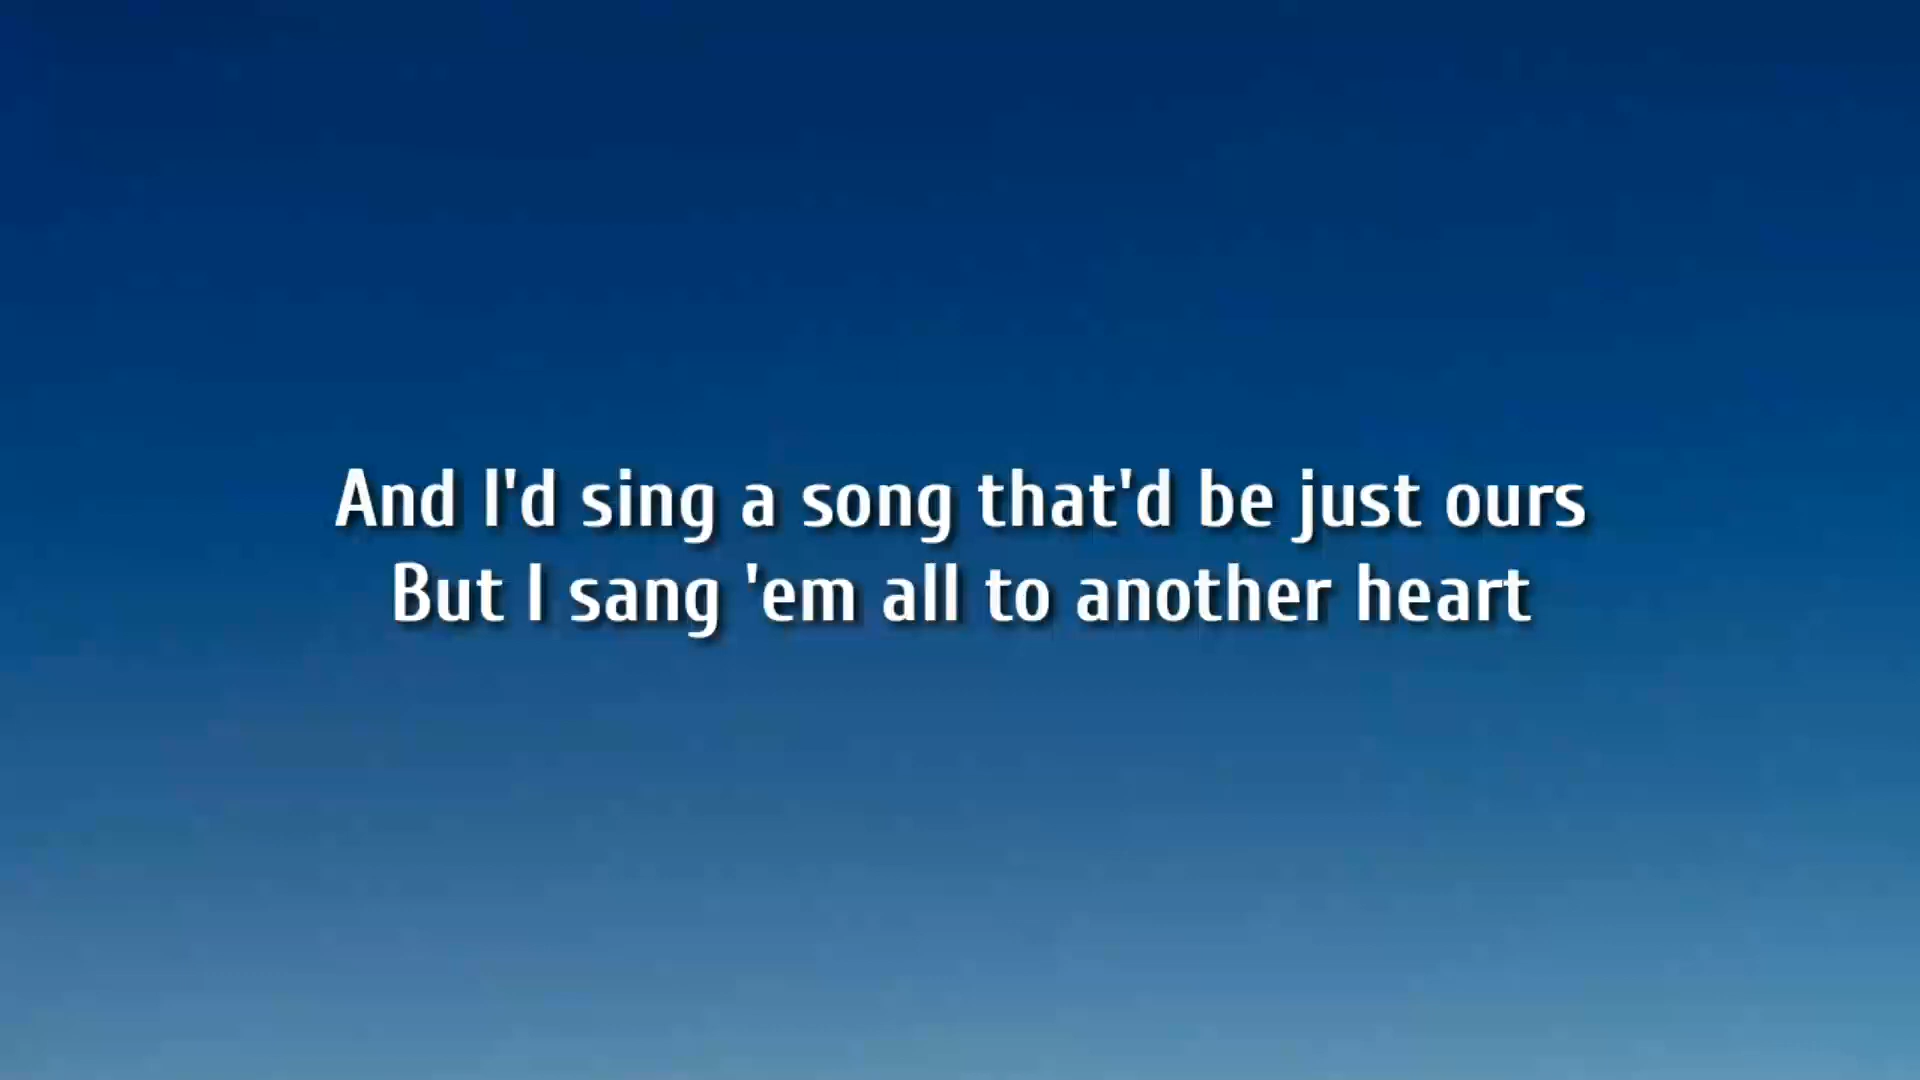 And I'd sing a song that'd be just ours
But I sang 'em all to another heart